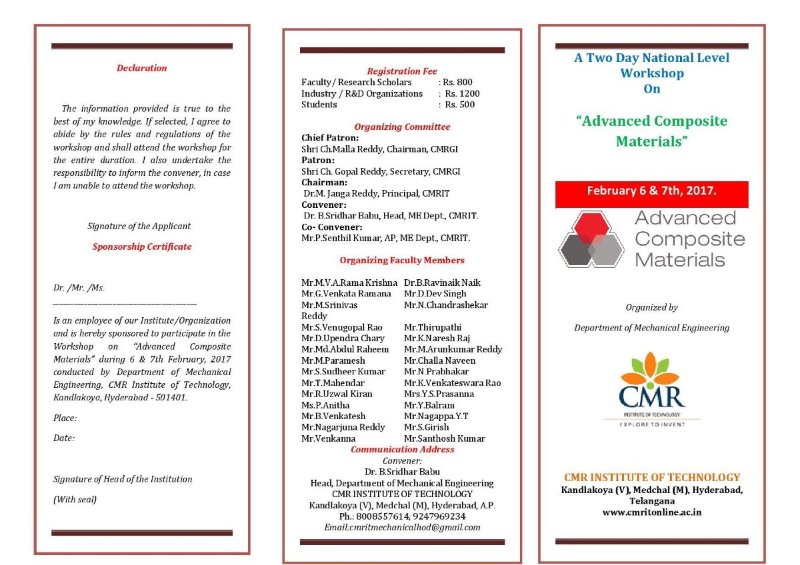 Declaration
The information provided is true to the
best of my knowledge. If selected, I agree to
abide by the rules and regulations of the
workshop and shall attend the workshop for
the entire duration. I also undertake the
responsibility to inform the convener, in case
I am unable to attend the workshop.
Signature of the Applicant
Sponsorship Certificate
Dr. /Mr. /Ms.
Is an employee of our Institute/Organization
and is hereby sponsored to participate in the
Workshop on "Advanced Composite
Materials" during 6 & 7th February, 2017
conducted by Department of Mechanical
Engineering, CMR Institute of Technology,
Kandlakoya, Hyderabad - 501401.
Place:
Date:
Signature of Head of the Institution
(With seal)
Registration Fee
Faculty/ Research Scholars : Rs. 800
Industry / R&D Organizations : Rs. 1200
Students : Rs. 500
Organizing Committee
Chief Patron:
Shri Ch.Malla Reddy, Chairman, CMRGI
Patron:
Shri Ch. Gopal Reddy, Secretary, CMRGI
Chairman:
Dr.M. Janga Reddy, Principal, CMRIT
Convener:
Dr. B.Sridhar Babu, Head, ME Dept., CMRIT.
Co- Convener:
Mr.P.Senthil Kumar, AP, ME Dept., CMRIT.
Organizing Faculty Members
Mr.M.V.A.Rama Krishna Dr.B.Ravinaik Naik
Mr.G.Venkata Ramana Mr.D.Dev Singh
Mr.M.Srinivas Mr.N.Chandrashekar
Reddy
Mr.S.Venugopal Rao Mr.Thirupathi
Mr.D.Upendra Chary Mr.K.Naresh Raj
Mr.Md.Abdul Raheem Mr.M.Arunkumar Reddy
Mr.M.Paramesh Mr.Challa Naveen
Mr.S.Sudheer Kumar Mr.N.Prabhakar
Mr.T.Mahendar Mr.K.Venkateswara Rao
Mr.R.Uzwal Kiran Mrs.Y.S.Prasanna
Ms.P.Anitha Mr.Y.Balram
Mr.B.Venkatesh Mr.Nagappa.Y.T
Mr.Nagarjuna Reddy Mr.S.Girish
Mr.Venkanna Mr.Santhosh Kumar
Communication Address
Convener:
Dr. B.Sridhar Babu
Head, Department of Mechanical Engineering
CMR INSTITUTE OF TECHNOLOGY
Kandlakoya (V), Medchal (M), Hyderabad, A.P.
Ph.: 8008557614, 9247969234
Email:cmritmechanicalhod@gmail.com
A Two Day National Level
Workshop
On
"Advanced Composite
Materials"
February 6 & 7th, 2017.
Advanced
Composite
Materials
Organized by
Department of Mechanical Engineering
CMR
INSTITUTE OF TECHNOLOGY
EXPLORE TO INVENT
CMR INSTITUTE OF TECHNOLOGY
Kandlakoya (V), Medchal (M), Hyderabad,
Telangana
www.cmritonline.ac.in